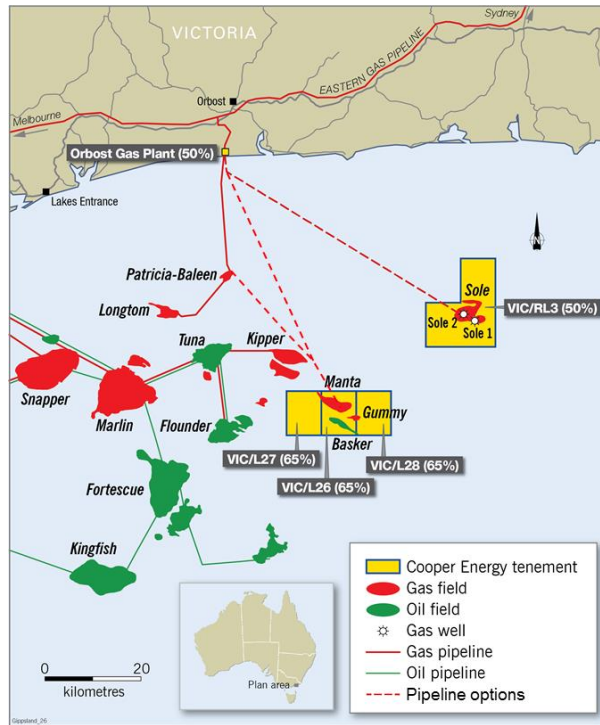 Sydney
VICTORIA
EASTERN GAS PIPELINE
Orbost
Melbourne
Orbost Gas Plant (50%)
Lakes Entrance
N
Patricia-Baleen
Longtom
Sole
VIC/RL3 (50%)
Sole 2
Sole 1
Tuna
Kipper
Snapper
Marlin
Manta
Gummy
Flounder
Basker
VIC/L27 (65%)
VIC/L28 (65%)
VIC/L26 (65%)
Fortescue
Kingfish
Cooper Energy tenement
Gas field
Oil field
Gas well
Gas pipeline
Oil pipeline
Pipeline options
Plan area
0 20
kilometres
Gippsland_26